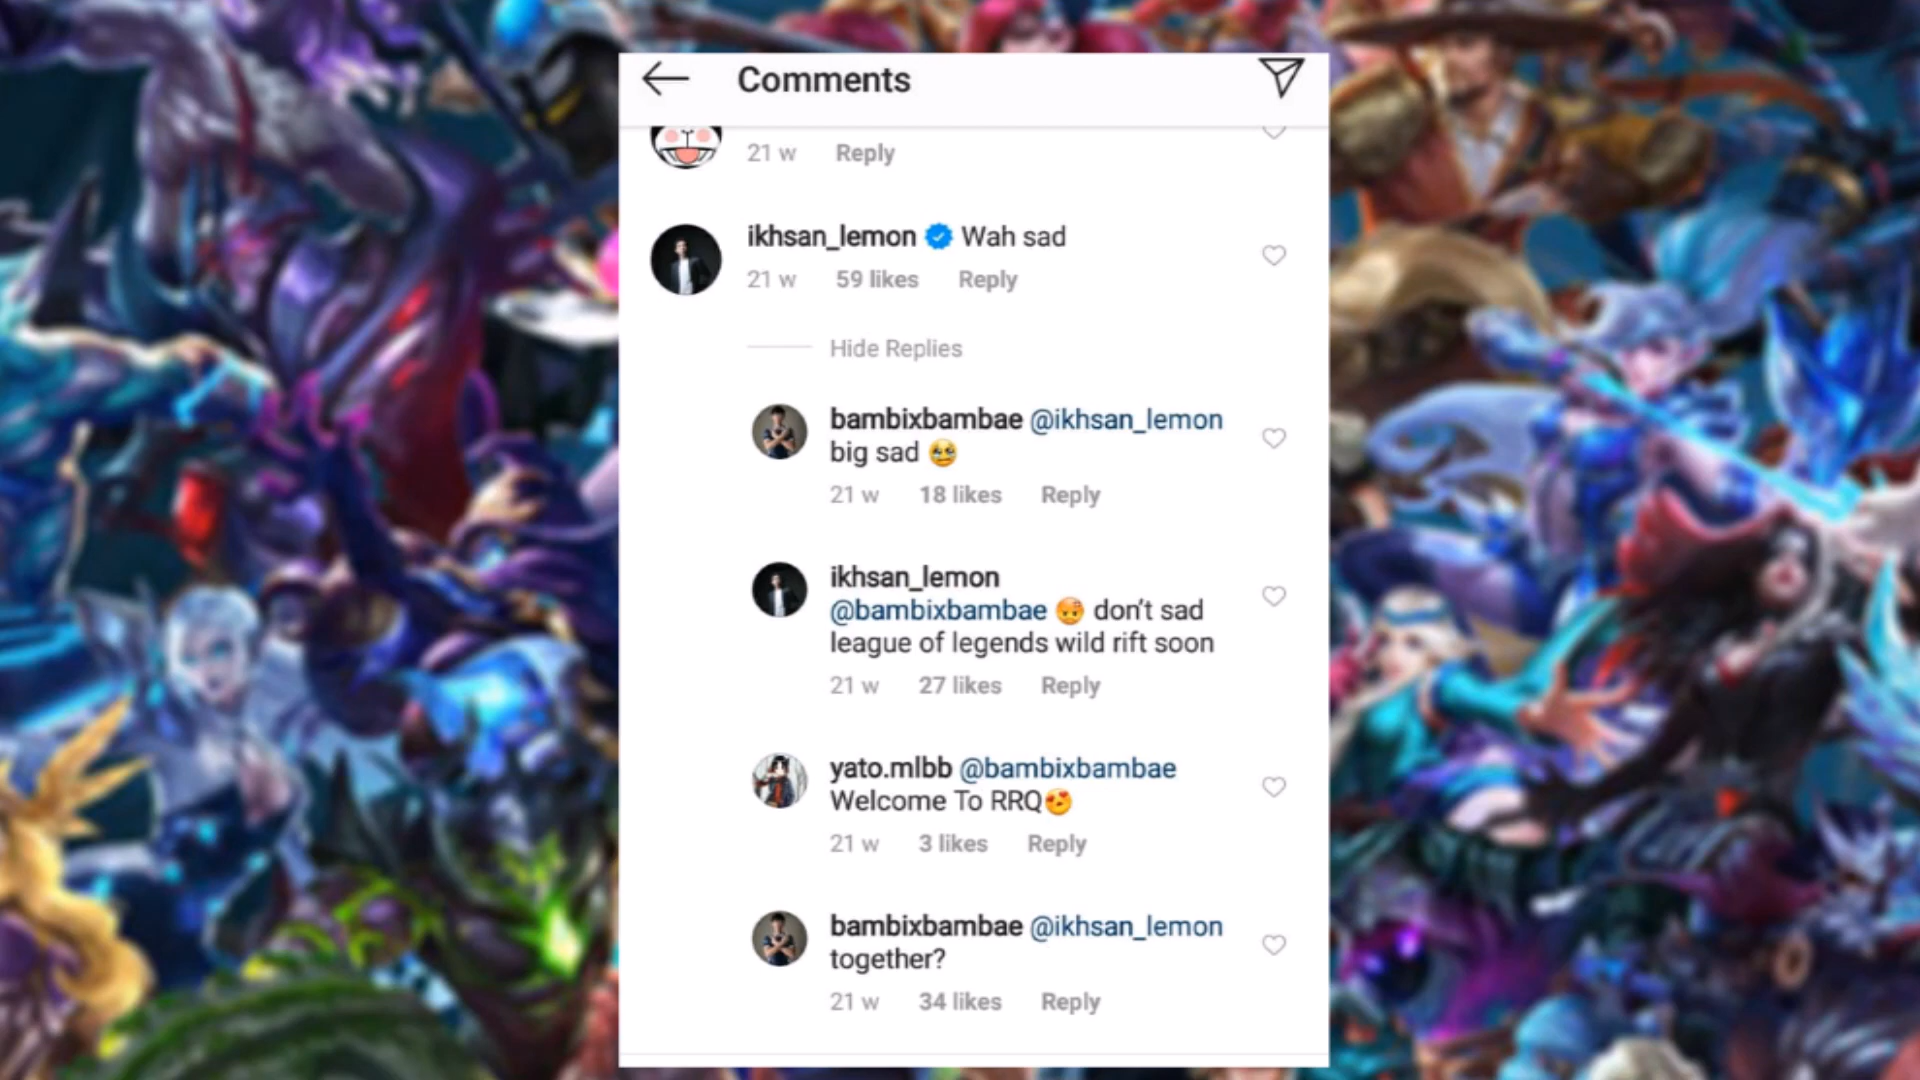 Comments
21 w Reply
ikhsan_lemon Wah sad
21 w 59 likes Reply
Hide Replies
bambixbambae @ikhsan_lemon
big sad 🥲
21 w 18 likes Reply
ikhsan_lemon
@bambixbambae 🤕 don't sad
league of legends wild rift soon
21 w 27 likes Reply
yato.mlbb @bambixbambae
Welcome To RRQ😍
21 w 3 likes Reply
bambixbambae @ikhsan_lemon
together?
21 w 34 likes Reply